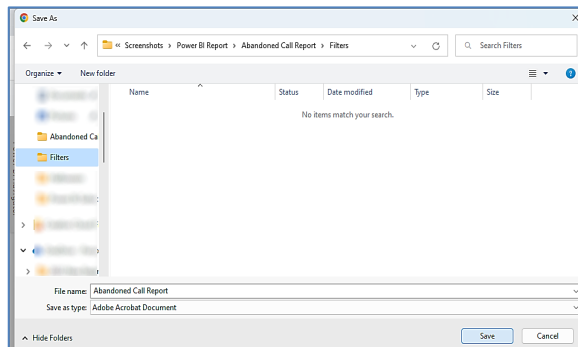 Save As
« Screenshots > Power BI Report > Abandoned Call Report > Filters
Search Filters
Organize New folder
Name Status Date modified Type Size
No items match your search.
Abandoned Ca
Filters
File name: Abandoned Call Report
Save as type: Adobe Acrobat Document
Hide Folders Save Cancel